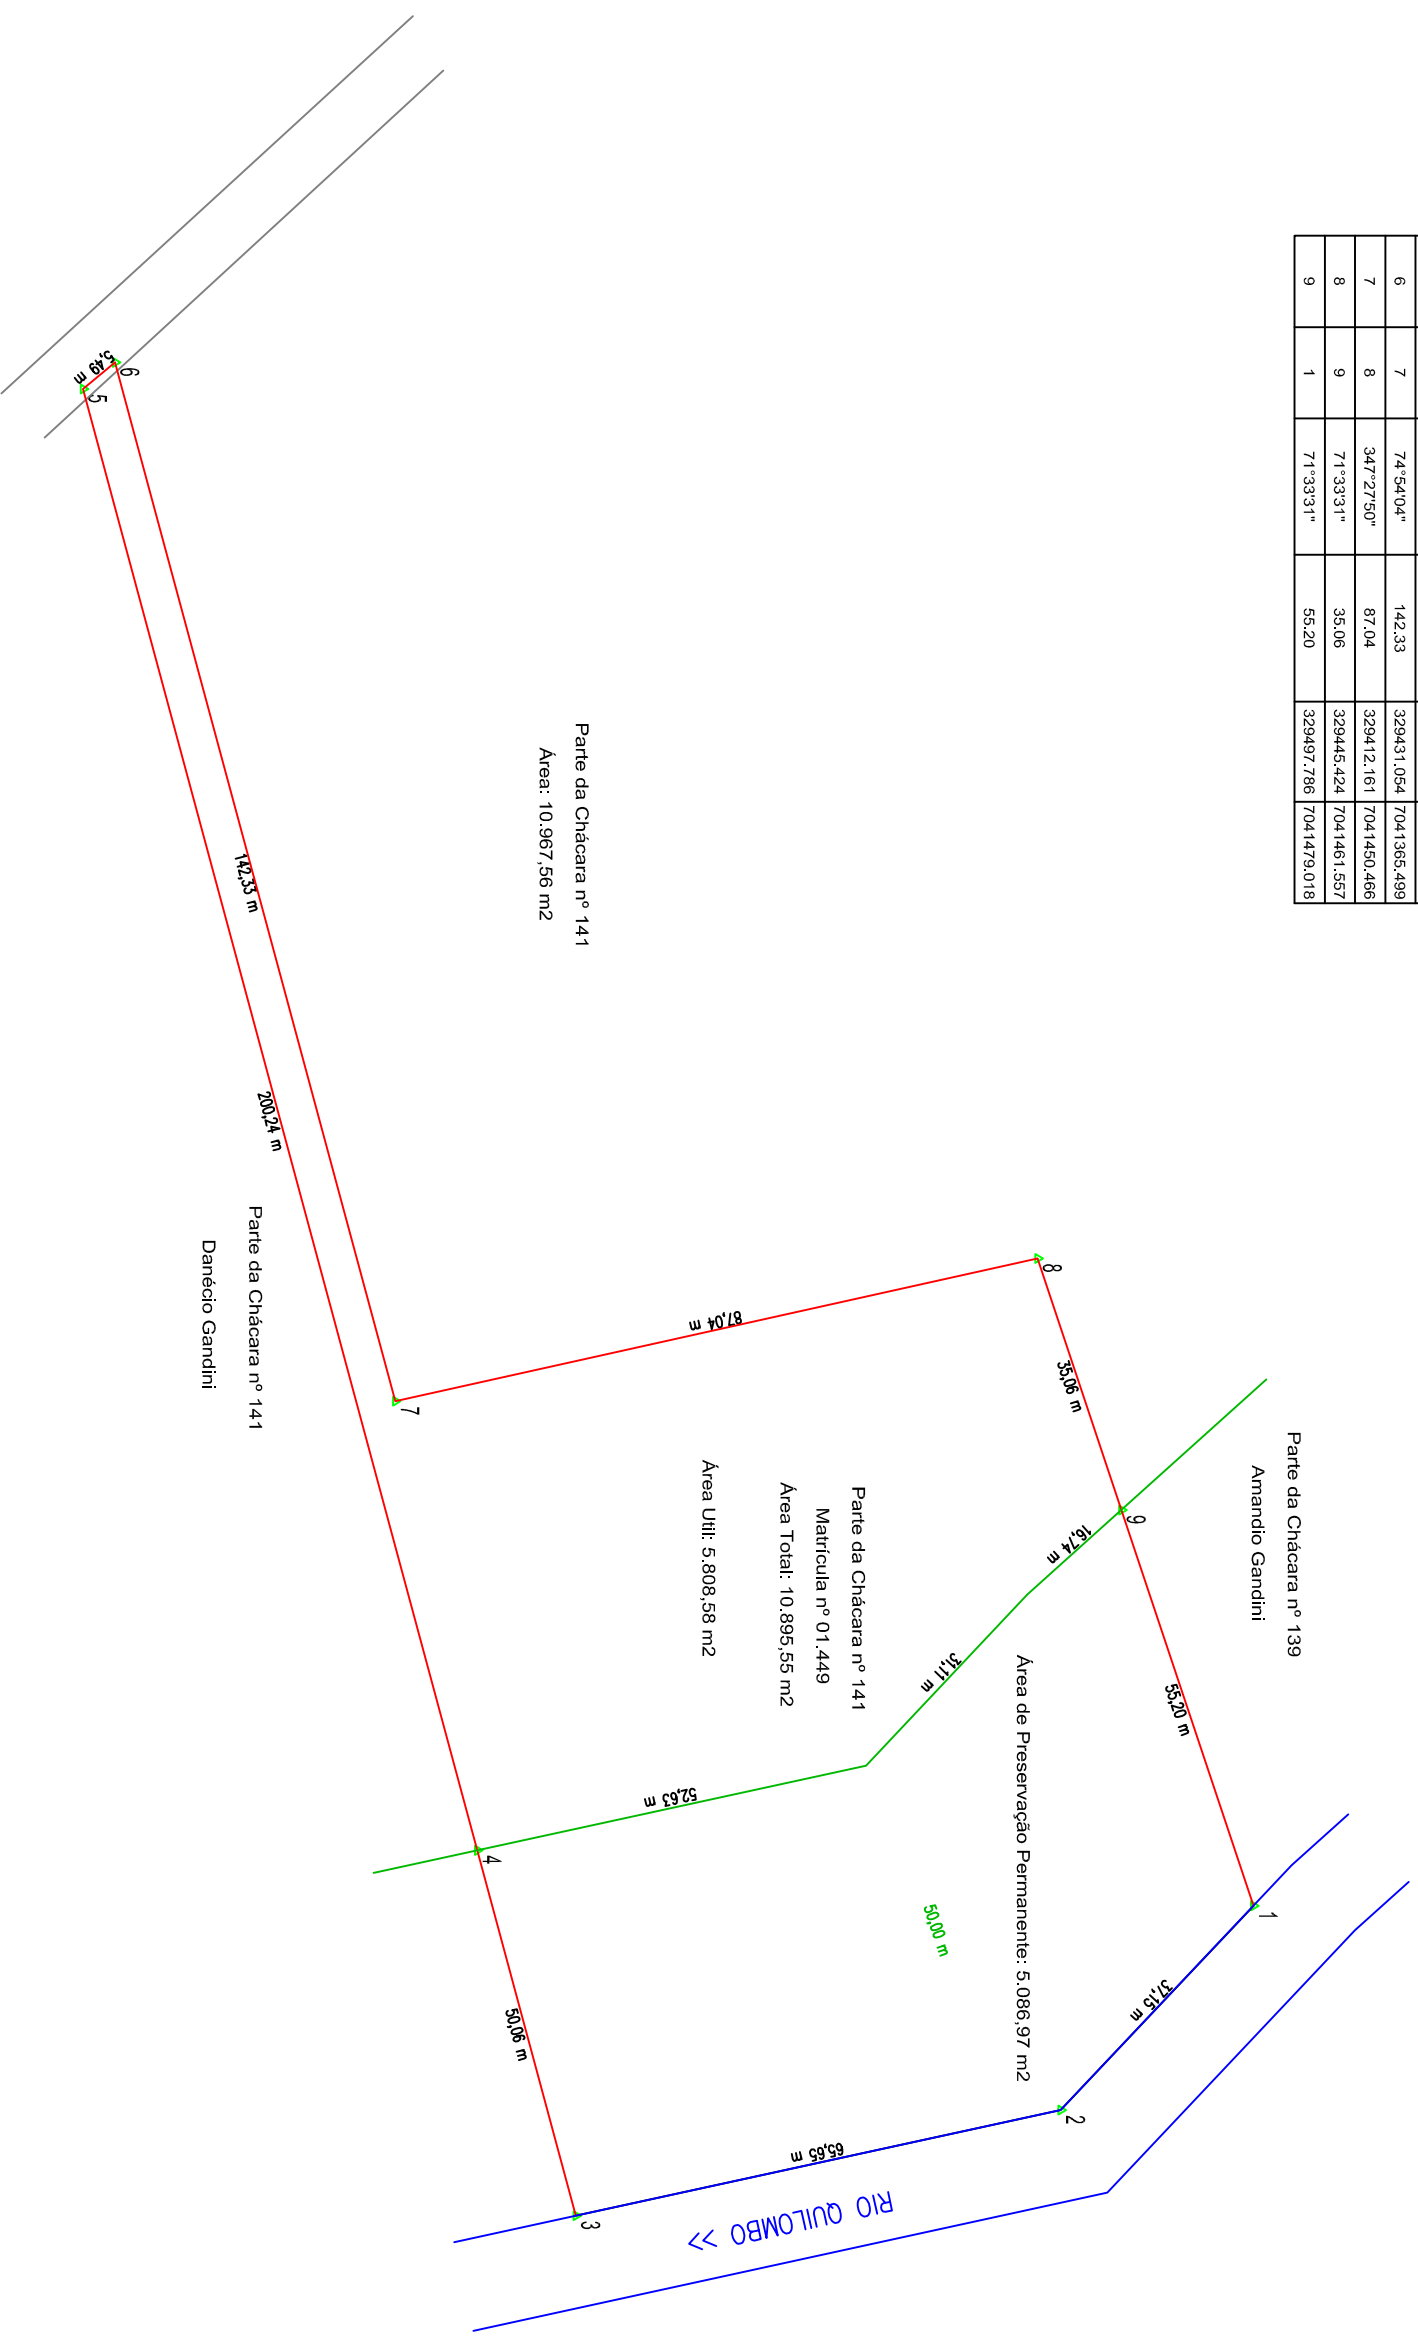 6 7 74°54'04" 142.33 329431.054 7041365.499
7 8 347°27'50" 87.04 329412.161 7041450.466
8 9 71°33'31" 35.06 329445.424 7041461.557
9 1 71°33'31" 55.20 329497.786 7041479.018
Parte da Chácara nº 139
Amandio Gandini
1
8
9
35,06 m
55,20 m
16,74 m
37,15 m
2
31,11 m
Área de Preservação Permanente: 5.086,97 m2
50,00 m
Parte da Chácara nº 141
Matrícula nº 01.449
Área Total: 10.895,55 m2
Área Util: 5.808,58 m2
87,04 m
52,63 m
65,65 m
RIO QUILOMBO >>
Parte da Chácara nº 141
Área: 10.967,56 m2
7
4
50,06 m
3
142,33 m
200,24 m
6
5,49 m
5
Parte da Chácara nº 141
Danécio Gandini